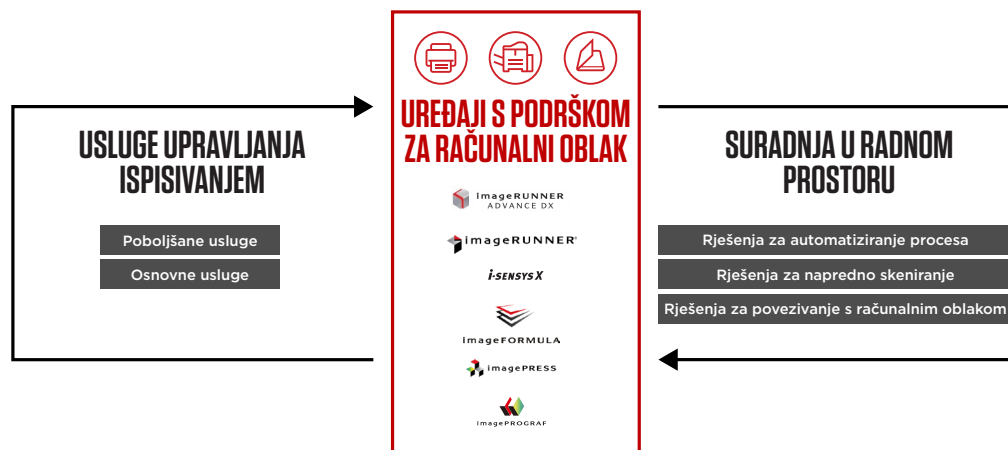 USLUGE UPRAVLJANJA
ISPISIVANJEM
Poboljšane usluge
Osnovne usluge
UREĐAJI S PODRŠKOM
ZA RAČUNALNI OBLAK
imageRUNNER
ADVANCE DX
imageRUNNER®
i-SENSYS X
imageFORMULA
imagePRESS
imagePROGRAF
SURADNJA U RADNOM
PROSTORU
Rješenja za automatiziranje procesa
Rješenja za napredno skeniranje
Rješenja za povezivanje s računalnim oblakom